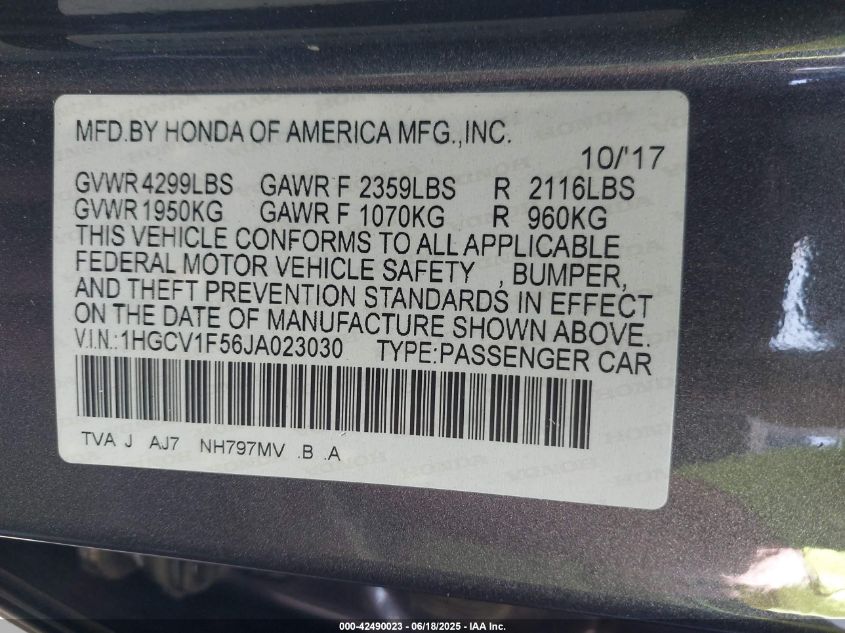 MFD.BY HONDA OF AMERICA MFG.,INC.
10/'17
GVWR 4299LBS GAWR F 2359LBS R 2116LBS
GVWR 1950KG GAWR F 1070KG R 960KG
THIS VEHICLE CONFORMS TO ALL APPLICABLE
FEDERAL MOTOR VEHICLE SAFETY , BUMPER,
AND THEFT PREVENTION STANDARDS IN EFFECT
ON THE DATE OF MANUFACTURE SHOWN ABOVE.
V.I.N.:1HGCV1F56JA023030 TYPE:PASSENGER CAR
TVA J AJ7 NH797MV .B .A
000-42490023 - 06/18/2025 - IAA Inc.